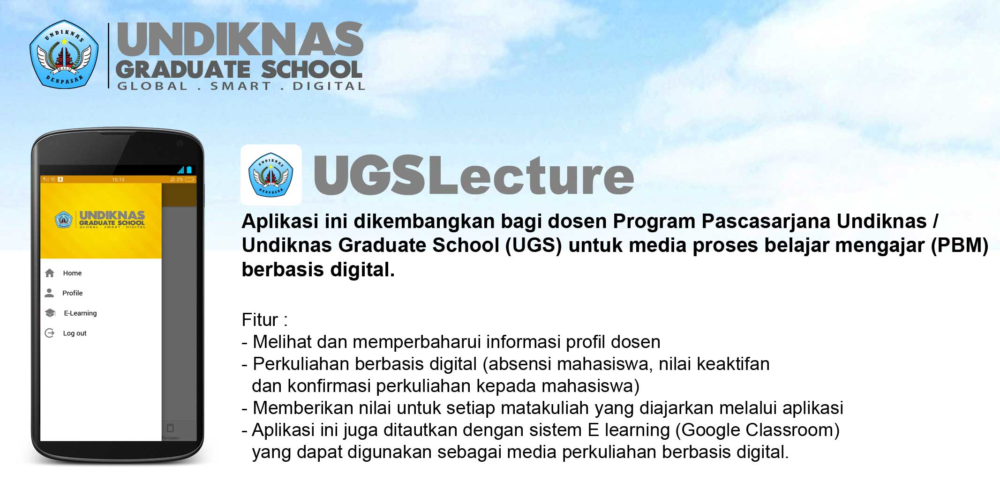 UNDIKNAS
BALI
DENPASAR
UNDIKNAS
GRADUATE SCHOOL
GLOBAL . SMART . DIGITAL
10.13
2%
UNDIKNAS
GRADUATE SCHOOL
GLOBAL . SMART . DIGITAL
Home
Profile
E-Learning
Log out
Penilaian
UNDIKNAS
BALI
DENPASAR
UGSLecture
Aplikasi ini dikembangkan bagi dosen Program Pascasarjana Undiknas /
Undiknas Graduate School (UGS) untuk media proses belajar mengajar (PBM)
berbasis digital.
Fitur :
- Melihat dan memperbaharui informasi profil dosen
- Perkuliahan berbasis digital (absensi mahasiswa, nilai keaktifan
dan konfirmasi perkuliahan kepada mahasiswa)
- Memberikan nilai untuk setiap matakuliah yang diajarkan melalui aplikasi
- Aplikasi ini juga ditautkan dengan sistem E learning (Google Classroom)
yang dapat digunakan sebagai media perkuliahan berbasis digital.